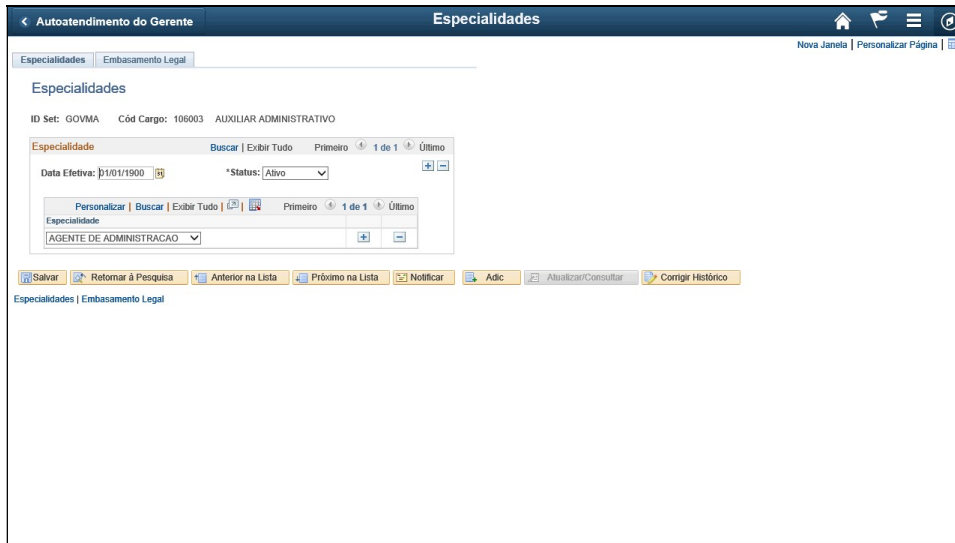 Autoatendimento do Gerente
Especialidades
Nova Janela | Personalizar Página |
Especialidades Embasamento Legal
Especialidades
ID Set: GOVMA Cód Cargo: 106003 AUXILIAR ADMINISTRATIVO
Especialidade Buscar | Exibir Tudo Primeiro 1 de 1 Último
Data Efetiva: 01/01/1900 31 *Status: Ativo
Personalizar | Buscar | Exibir Tudo | | Primeiro 1 de 1 Último
Especialidade
AGENTE DE ADMINISTRACAO
Salvar Retornar à Pesquisa Anterior na Lista Próximo na Lista Notificar Adic Atualizar/Consultar Corrigir Histórico
Especialidades | Embasamento Legal